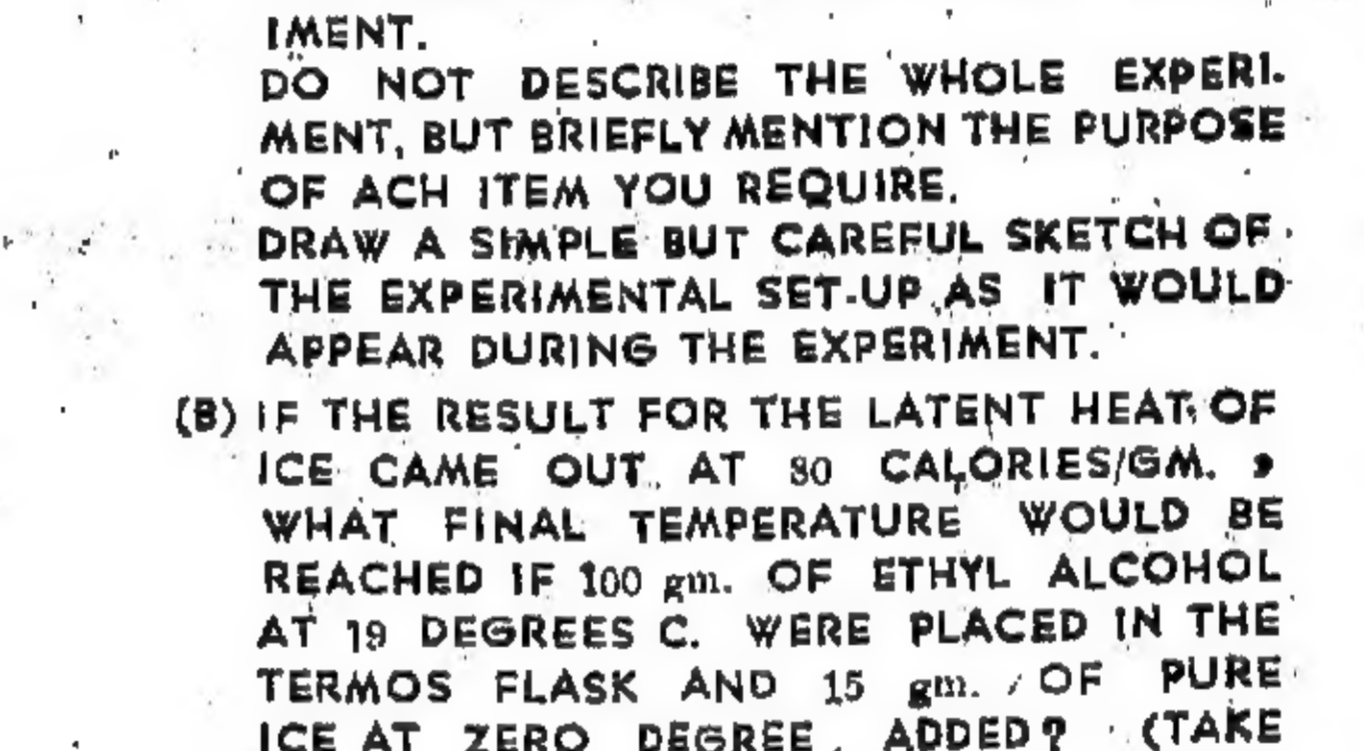 IMENT.
DO NOT DESCRIBE THE WHOLE EXPERI-
MENT, BUT BRIEFLY MENTION THE PURPOSE
OF ACH ITEM YOU REQUIRE.
DRAW A SIMPLE BUT CAREFUL SKETCH OF
THE EXPERIMENTAL SET-UP AS IT WOULD
APPEAR DURING THE EXPERIMENT.
(B) IF THE RESULT FOR THE LATENT HEAT OF
ICE CAME OUT AT 80 CALORIES/GM. ,
WHAT FINAL TEMPERATURE WOULD BE
REACHED IF 100 gm. OF ETHYL ALCOHOL
AT 19 DEGREES C. WERE PLACED IN THE
TERMOS FLASK AND 15 gm. OF PURE
ICE AT ZERO DEGREE ADDED? (TAKE